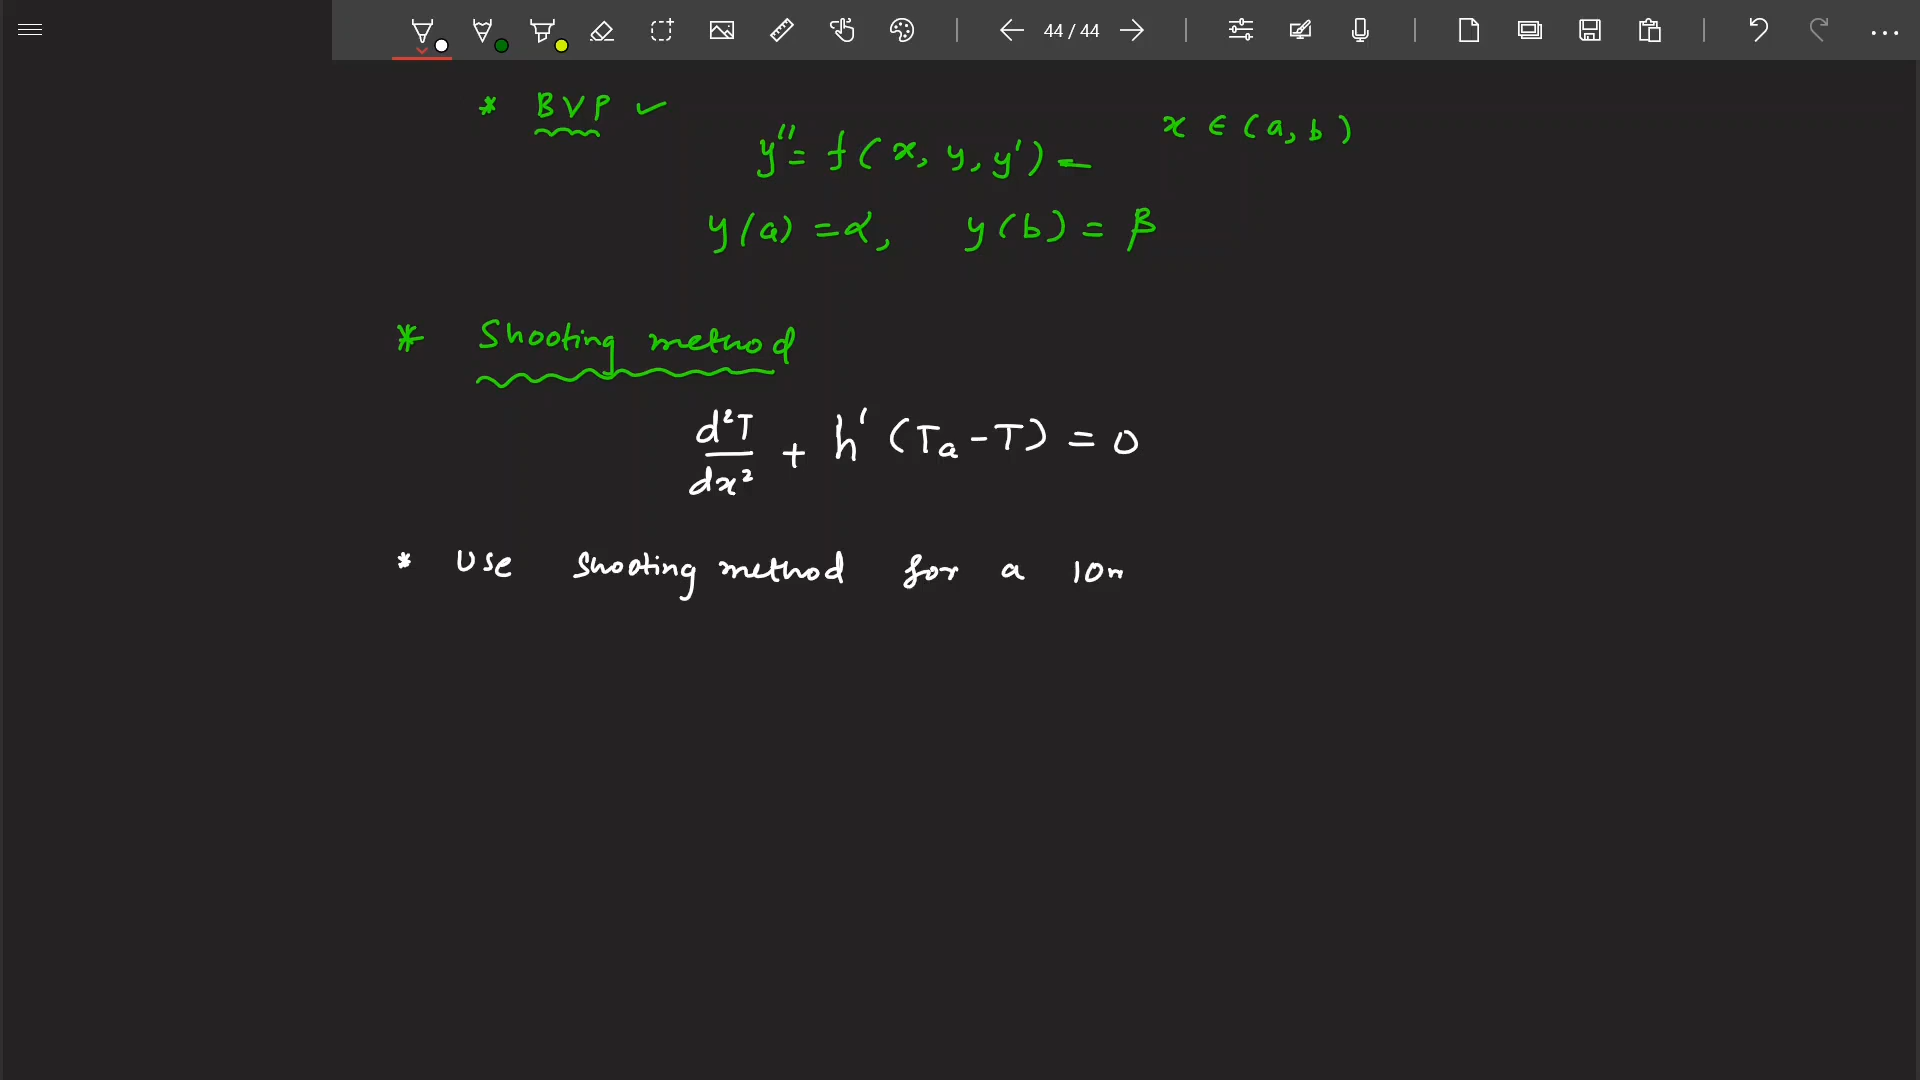 44 / 44
* BVP ✓
x ∈ (a, b)
y'' = f(x, y, y') –
y(a) = α, y(b) = β
* Shooting method
d²T/dx² + h' (Ta - T) = 0
* Use Shooting method for a 10m